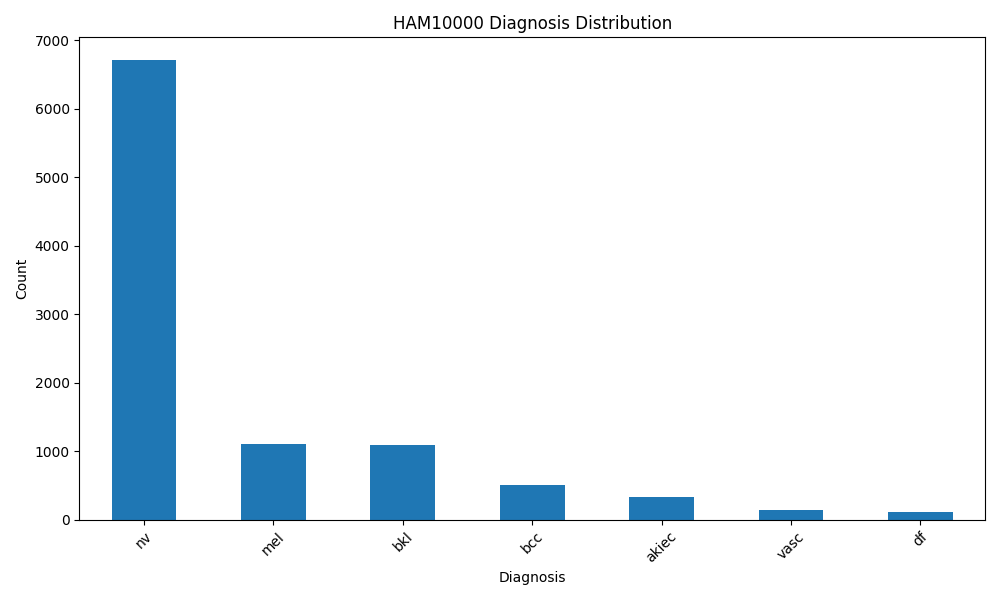 HAM10000 Diagnosis Distribution
7000
6000
5000
4000
3000
2000
1000
0
Count
nv
mel
bkl
bcc
akiec
vasc
df
Diagnosis